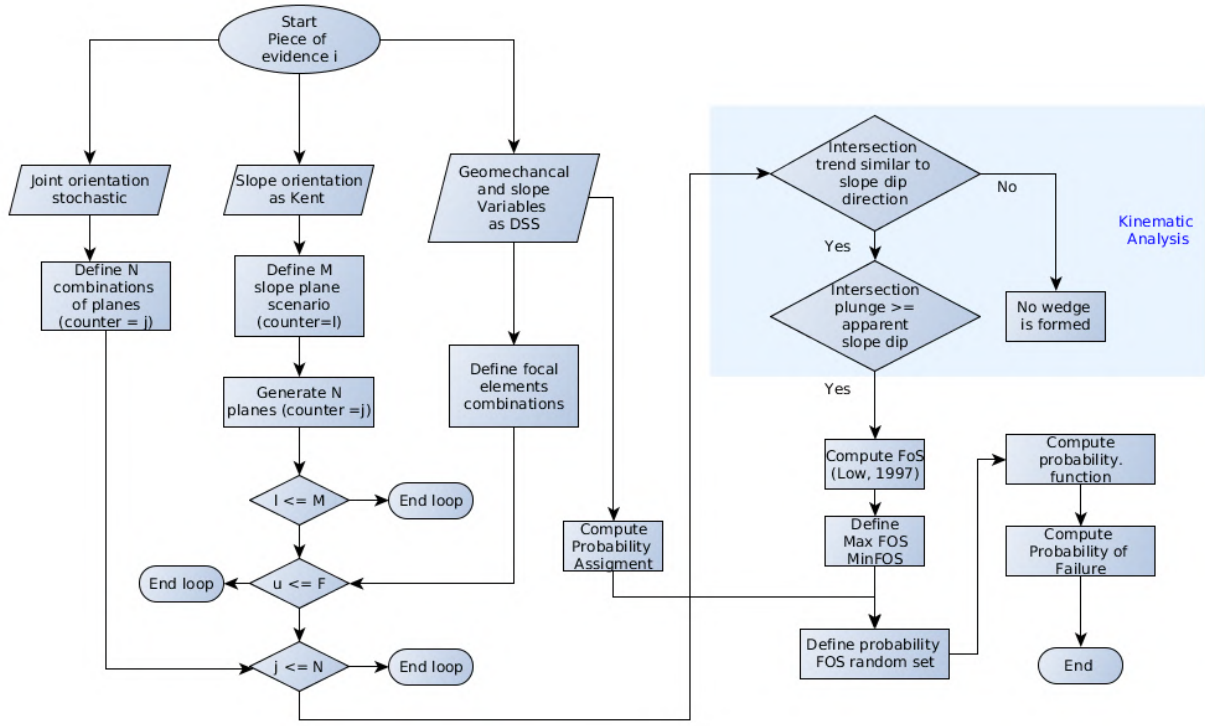 Start
Piece of
evidence i
Joint orientation
stochastic
Slope orientation
as Kent
Geomechancal
and slope
Variables
as DSS
Define N
combinations
of planes
(counter = j)
Define M
slope plane
scenario
(counter=l)
Generate N
planes (counter =j)
Define focal
elements
combinations
l <= M
End loop
u <= F
End loop
j <= N
End loop
Compute
Probability
Assigment
Intersection
trend similar to
slope dip
direction
No
Yes
Kinematic
Analysis
Intersection
plunge >=
apparent
slope dip
No wedge
is formed
Yes
Compute FoS
(Low, 1997)
Define
Max FOS
MinFOS
Define probability
FOS random set
Compute
probability.
function
Compute
Probability of
Failure
End